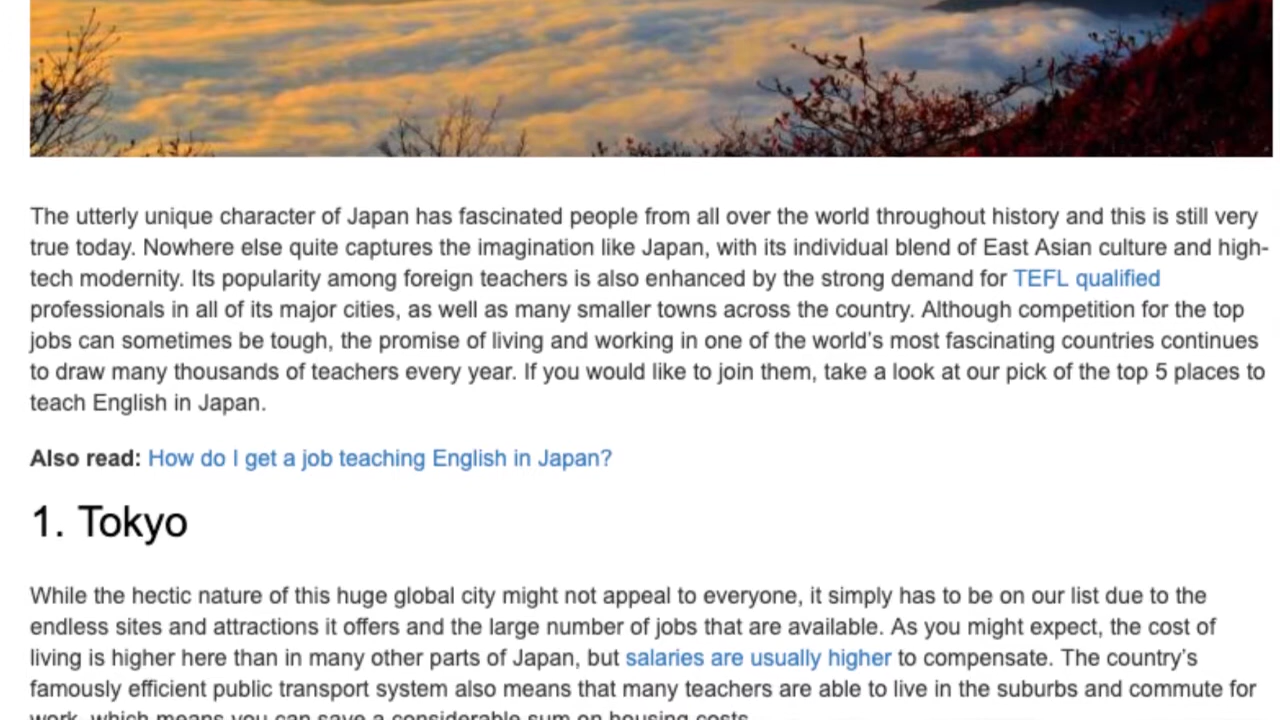 The utterly unique character of Japan has fascinated people from all over the world throughout history and this is still very
true today. Nowhere else quite captures the imagination like Japan, with its individual blend of East Asian culture and high-
tech modernity. Its popularity among foreign teachers is also enhanced by the strong demand for TEFL qualified
professionals in all of its major cities, as well as many smaller towns across the country. Although competition for the top
jobs can sometimes be tough, the promise of living and working in one of the world's most fascinating countries continues
to draw many thousands of teachers every year. If you would like to join them, take a look at our pick of the top 5 places to
teach English in Japan.
Also read: How do I get a job teaching English in Japan?
1. Tokyo
While the hectic nature of this huge global city might not appeal to everyone, it simply has to be on our list due to the
endless sites and attractions it offers and the large number of jobs that are available. As you might expect, the cost of
living is higher here than in many other parts of Japan, but salaries are usually higher to compensate. The country's
famously efficient public transport system also means that many teachers are able to live in the suburbs and commute for
work, which means you can save a considerable sum on housing costs.